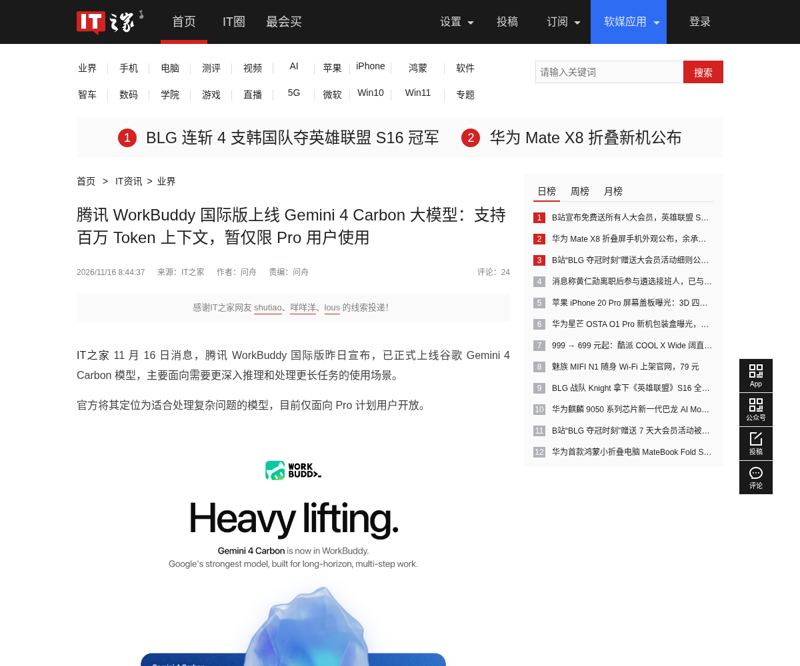 IT之家
首页 IT圈 最会买 设置 投稿 订阅 软媒应用 登录
业界 手机 电脑 测评 视频 AI 苹果 iPhone 鸿蒙 软件
智车 数码 学院 游戏 直播 5G 微软 Win10 Win11 专题
请输入关键词 搜索
1 BLG 连斩 4 支韩国队夺英雄联盟 S16 冠军 2 华为 Mate X8 折叠新机公布
首页 > IT资讯 > 业界
腾讯 WorkBuddy 国际版上线 Gemini 4 Carbon 大模型：支持
百万 Token 上下文，暂仅限 Pro 用户使用
2026/11/16 8:44:37 来源：IT之家 作者：问舟 责编：问舟 评论：24
感谢IT之家网友 shutiao、咩咩洋、lous 的线索投递！
IT之家 11 月 16 日消息，腾讯 WorkBuddy 国际版昨日宣布，已正式上线谷歌 Gemini 4
Carbon 模型，主要面向需要更深入推理和处理更长任务的使用场景。
官方将其定位为适合处理复杂问题的模型，目前仅面向 Pro 计划用户开放。
WORK
BUDD>_
Heavy lifting.
Gemini 4 Carbon is now in WorkBuddy.
Google's strongest model, built for long-horizon, multi-step work.
日榜 周榜 月榜
1 B站宣布免费送所有人大会员，英雄联盟 S…
2 华为 Mate X8 折叠屏手机外观公布，余承…
3 B站“BLG 夺冠时刻”赠送大会员活动细则公…
4 消息称黄仁勋离职后参与遴选接班人，已与…
5 苹果 iPhone 20 Pro 屏幕盖板曝光：3D 四…
6 华为星芒 OSTA O1 Pro 新机包装盒曝光，…
7 999 → 699 元起：酷派 COOL X Wide 阔直…
8 魅族 MIFI N1 随身 Wi-Fi 上架官网，79 元
9 BLG 战队 Knight 拿下《英雄联盟》S16 全…
10 华为麒麟 9050 系列芯片新一代巴龙 AI Mo…
11 B站“BLG 夺冠时刻”赠送 7 天大会员活动被…
12 华为首款鸿蒙小折叠电脑 MateBook Fold S…
App
公众号
投稿
评论